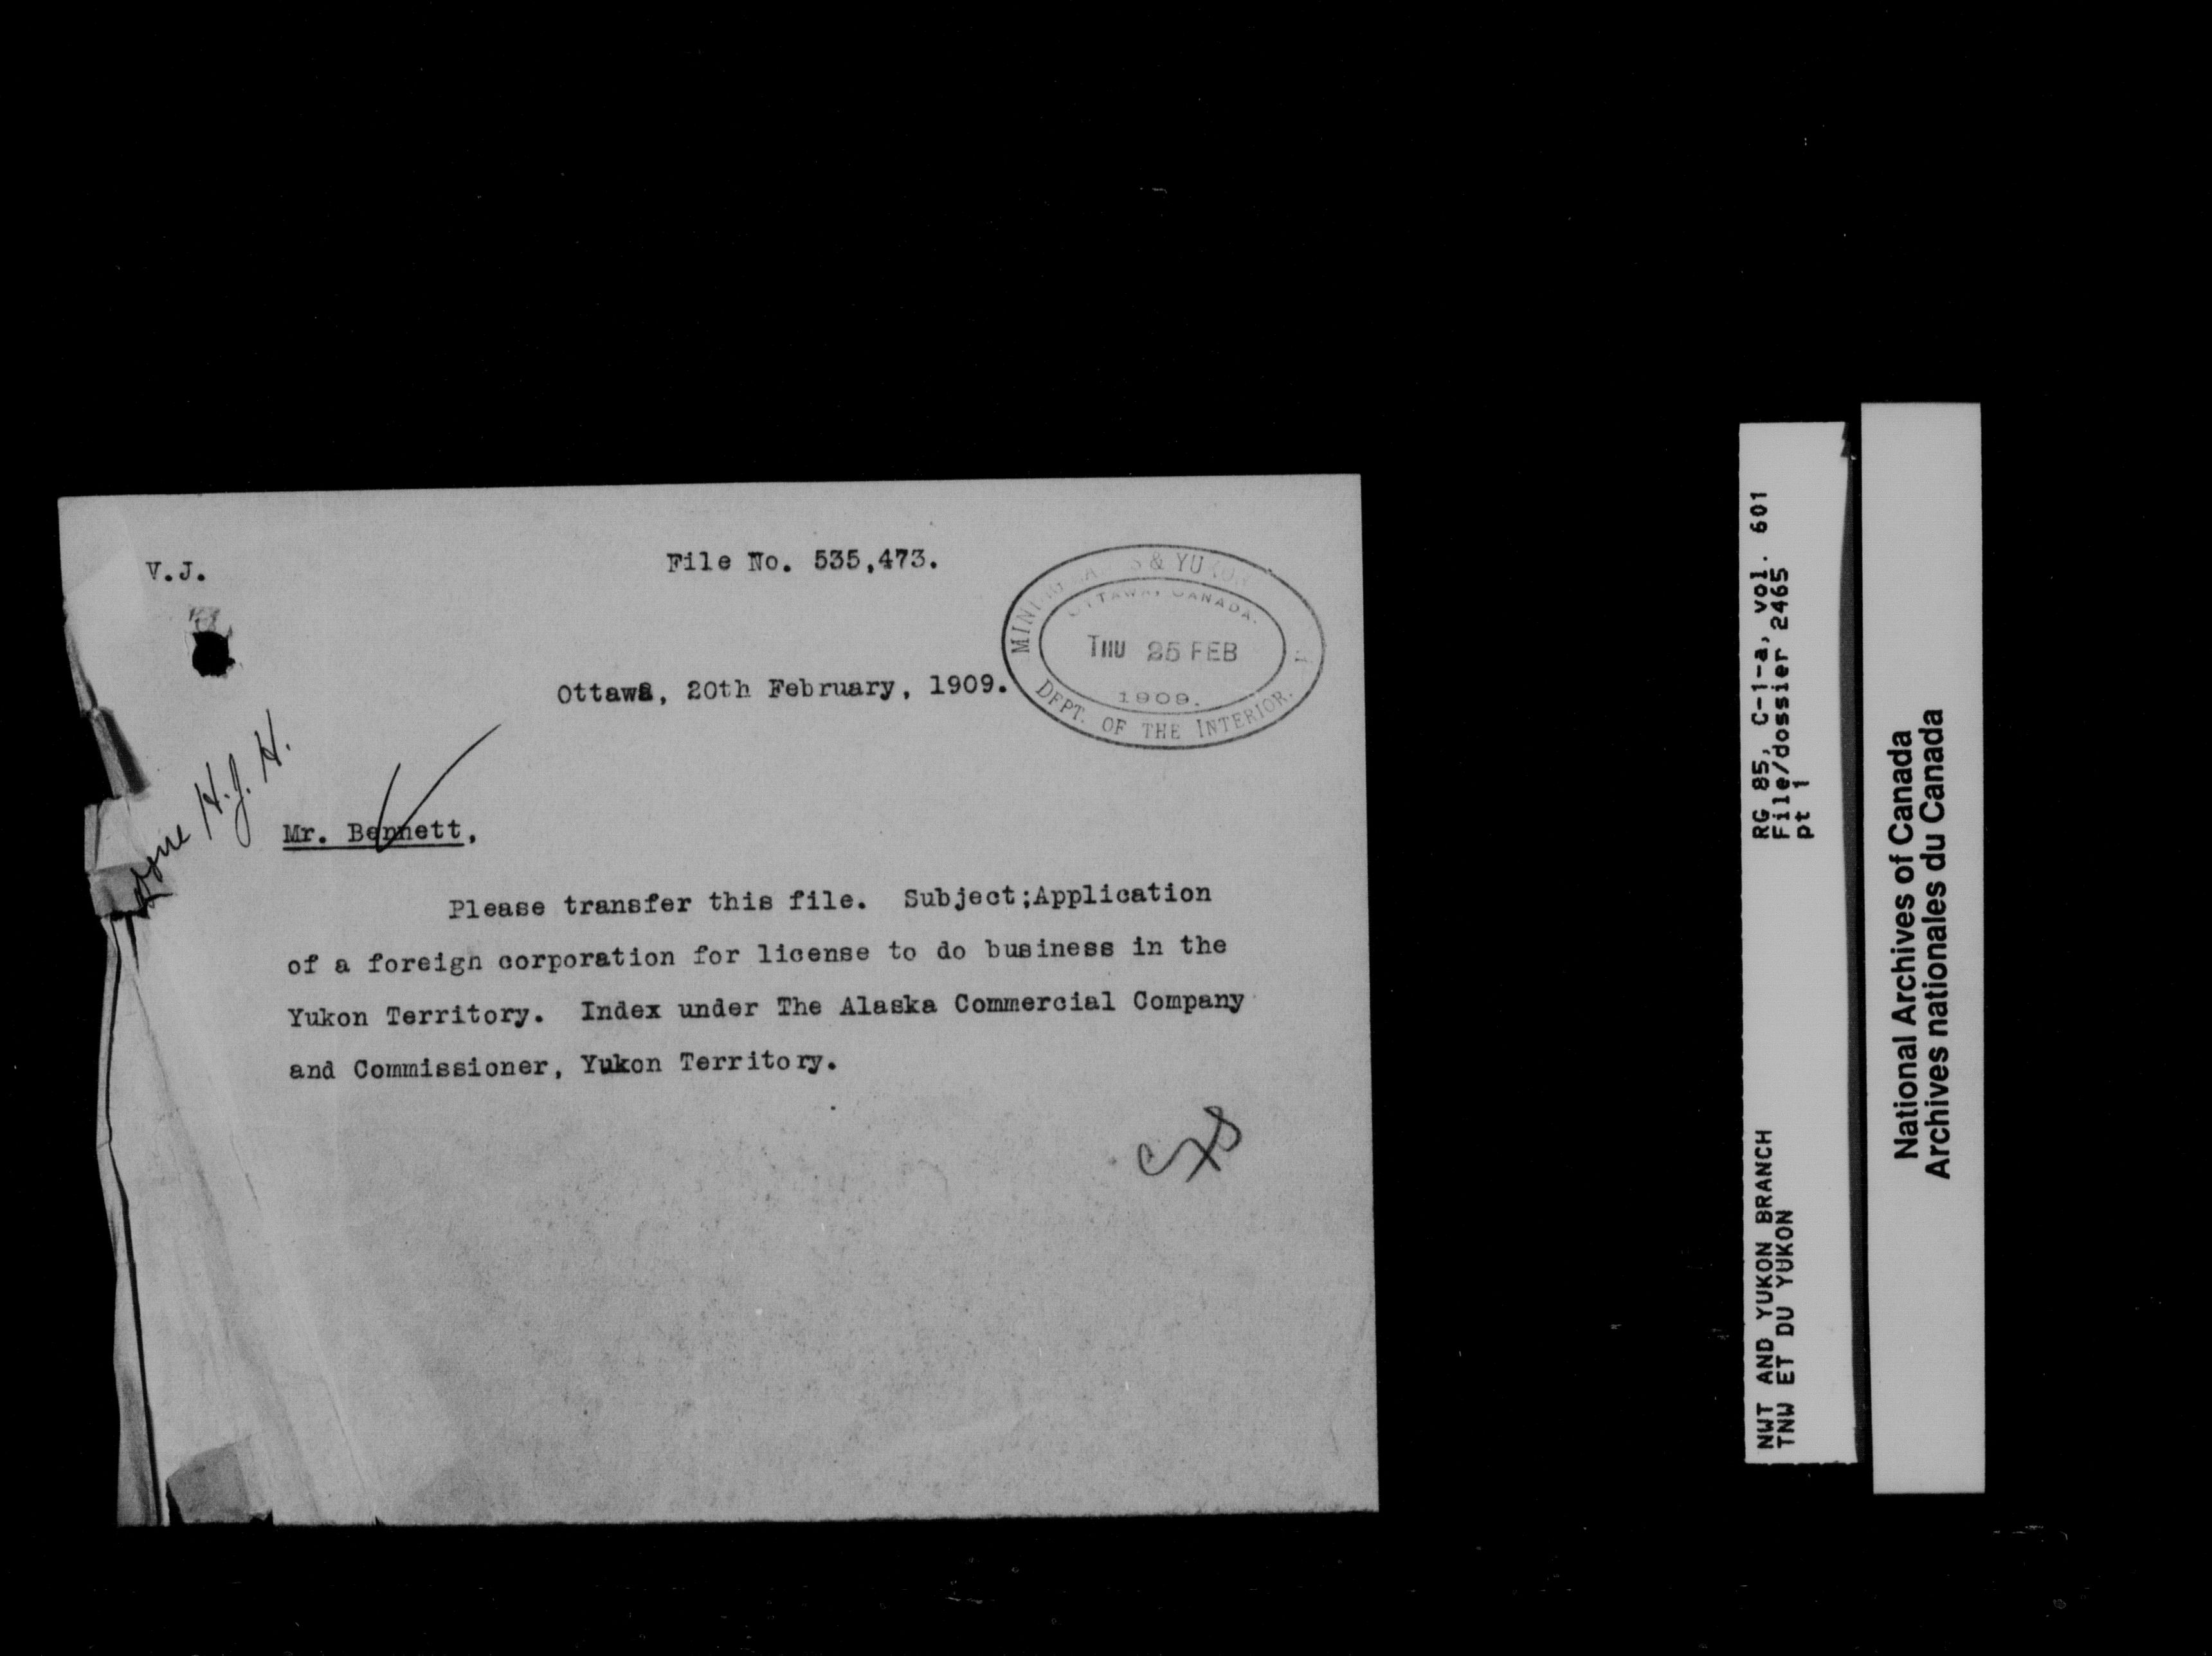 V.J.
File No. 535,473.
MINING & YUKON
OTTAWA, CANADA.
THU 25 FEB
1909.
DEPT. OF THE INTERIOR.
Ottawa, 20th February, 1909.
Done H.J.H.
Mr. Bennett,
Please transfer this file. Subject;Application
of a foreign corporation for license to do business in the
Yukon Territory. Index under The Alaska Commercial Company
and Commissioner, Yukon Territory.
RG 85, C-1-a, vol. 601
File/dossier 2465
pt 1
NWT AND YUKON BRANCH
TNW ET DU YUKON
National Archives of Canada
Archives nationales du Canada